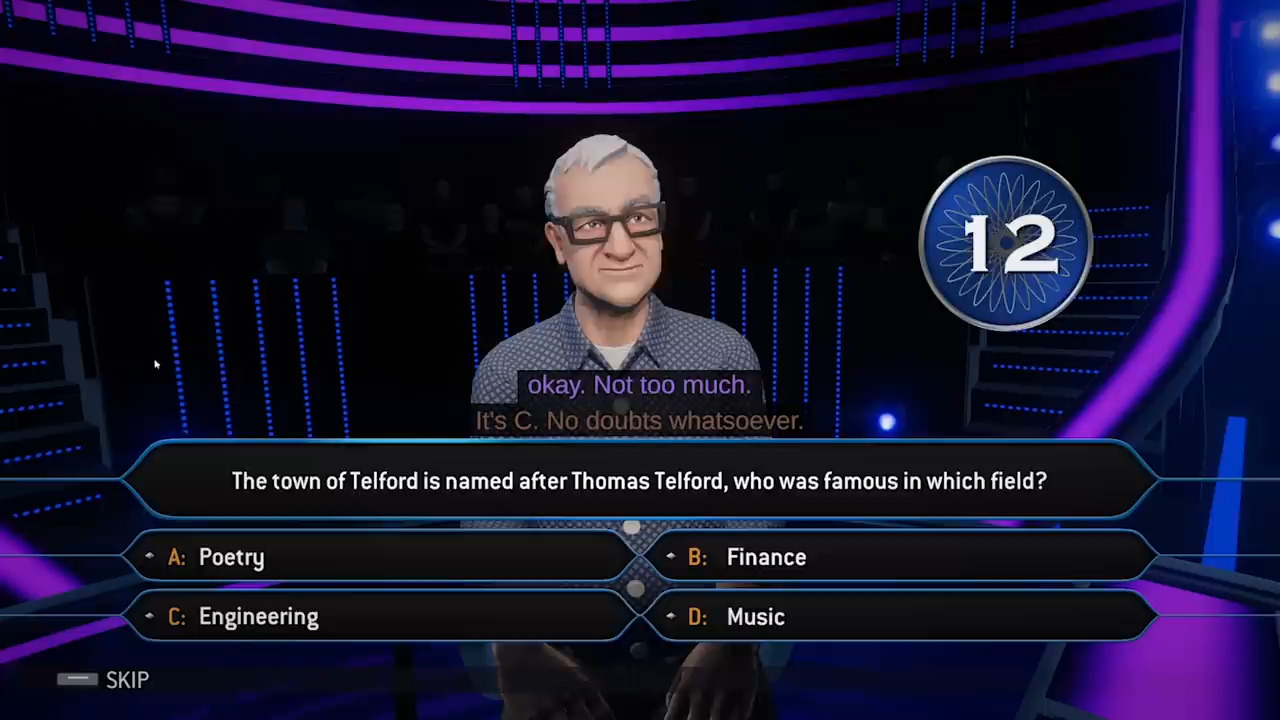 12
okay. Not too much.
It's C. No doubts whatsoever.
The town of Telford is named after Thomas Telford, who was famous in which field?
A: Poetry
B: Finance
C: Engineering
D: Music
SKIP